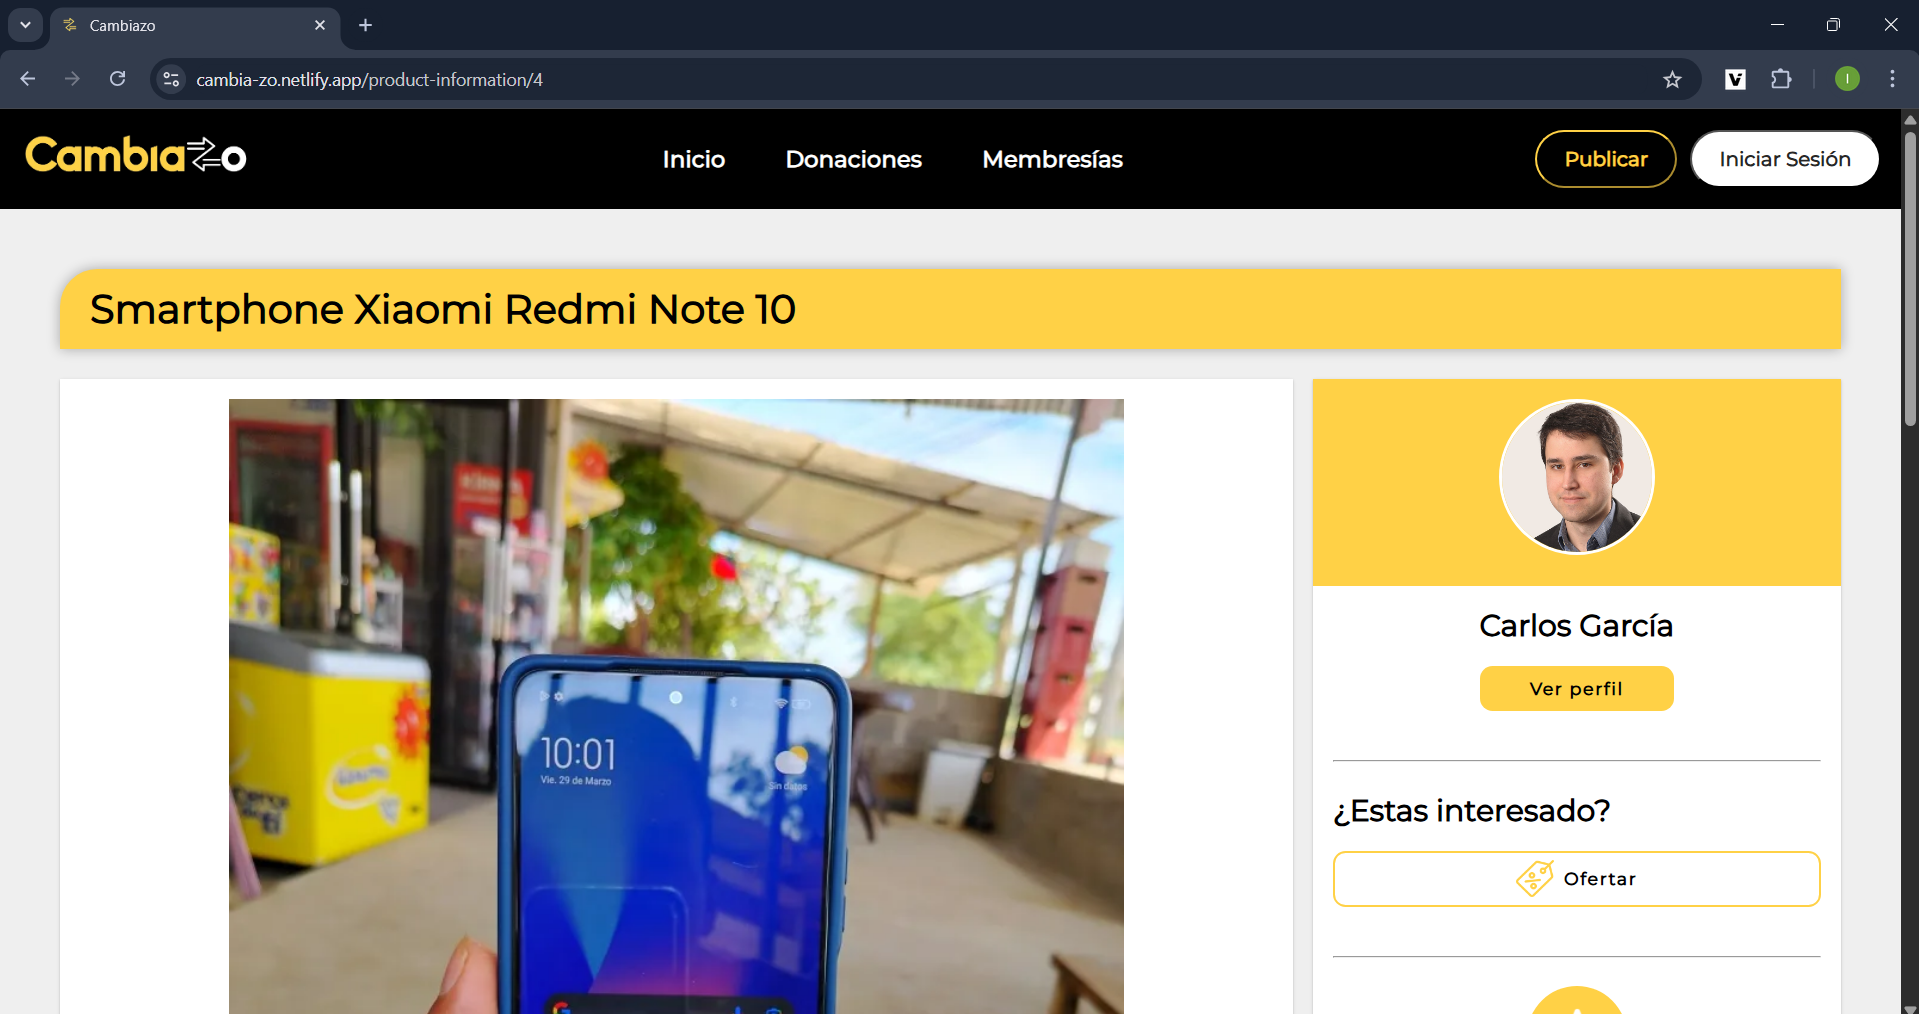 Cambiazo
cambia-zo.netlify.app/product-information/4
I
Cambiazo
Inicio
Donaciones
Membresías
Publicar
Iniciar Sesión
Smartphone Xiaomi Redmi Note 10
10:01
Vie. 29 de Marzo
Sin datos
Carlos García
Ver perfil
¿Estas interesado?
Ofertar